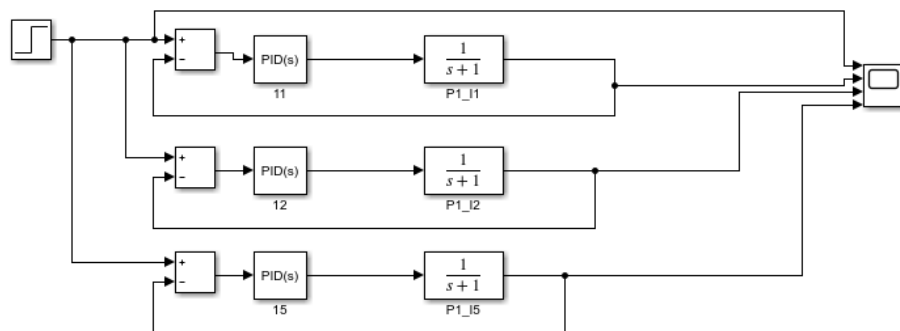 +
−
PID(s)
11
1
s + 1
P1_I1
+
−
PID(s)
12
1
s + 1
P1_I2
+
−
PID(s)
15
1
s + 1
P1_I5